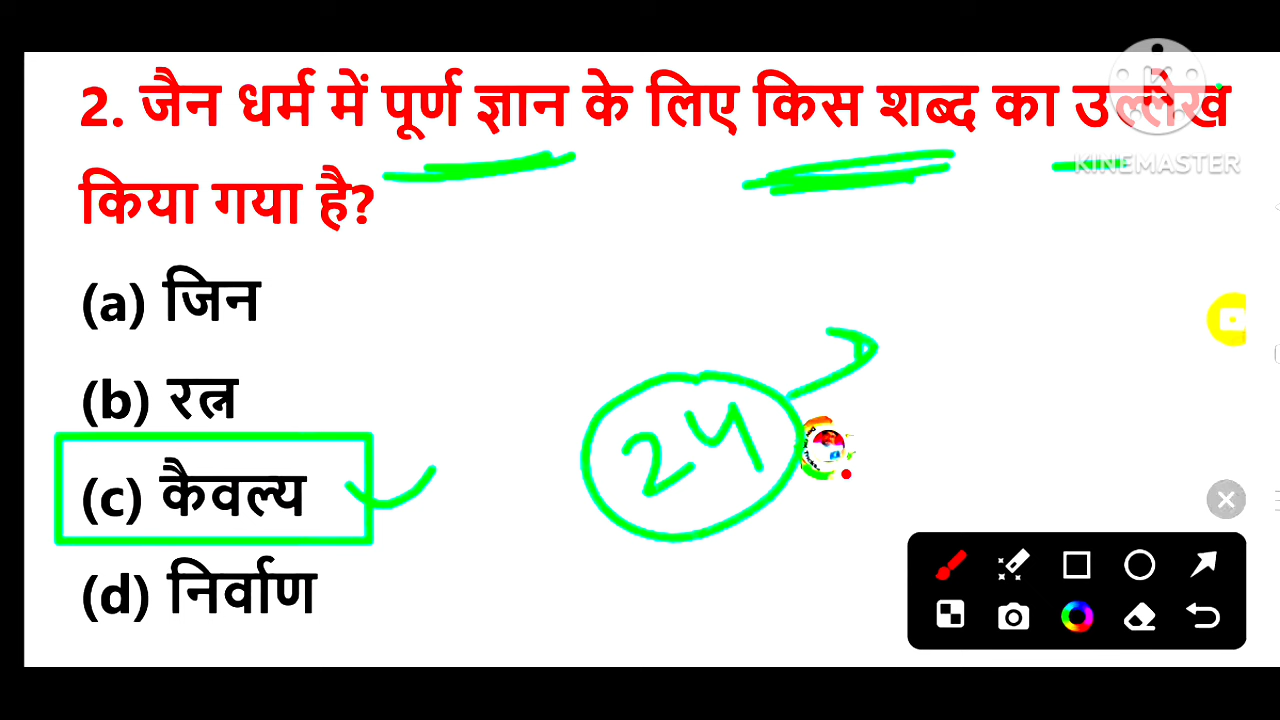 2. जैन धर्म में पूर्ण ज्ञान के लिए किस शब्द का उल्लेख
किया गया है?
KINEMASTER
(a) जिन
(b) रत्न
24
(c) कैवल्य
(d) निर्वाण